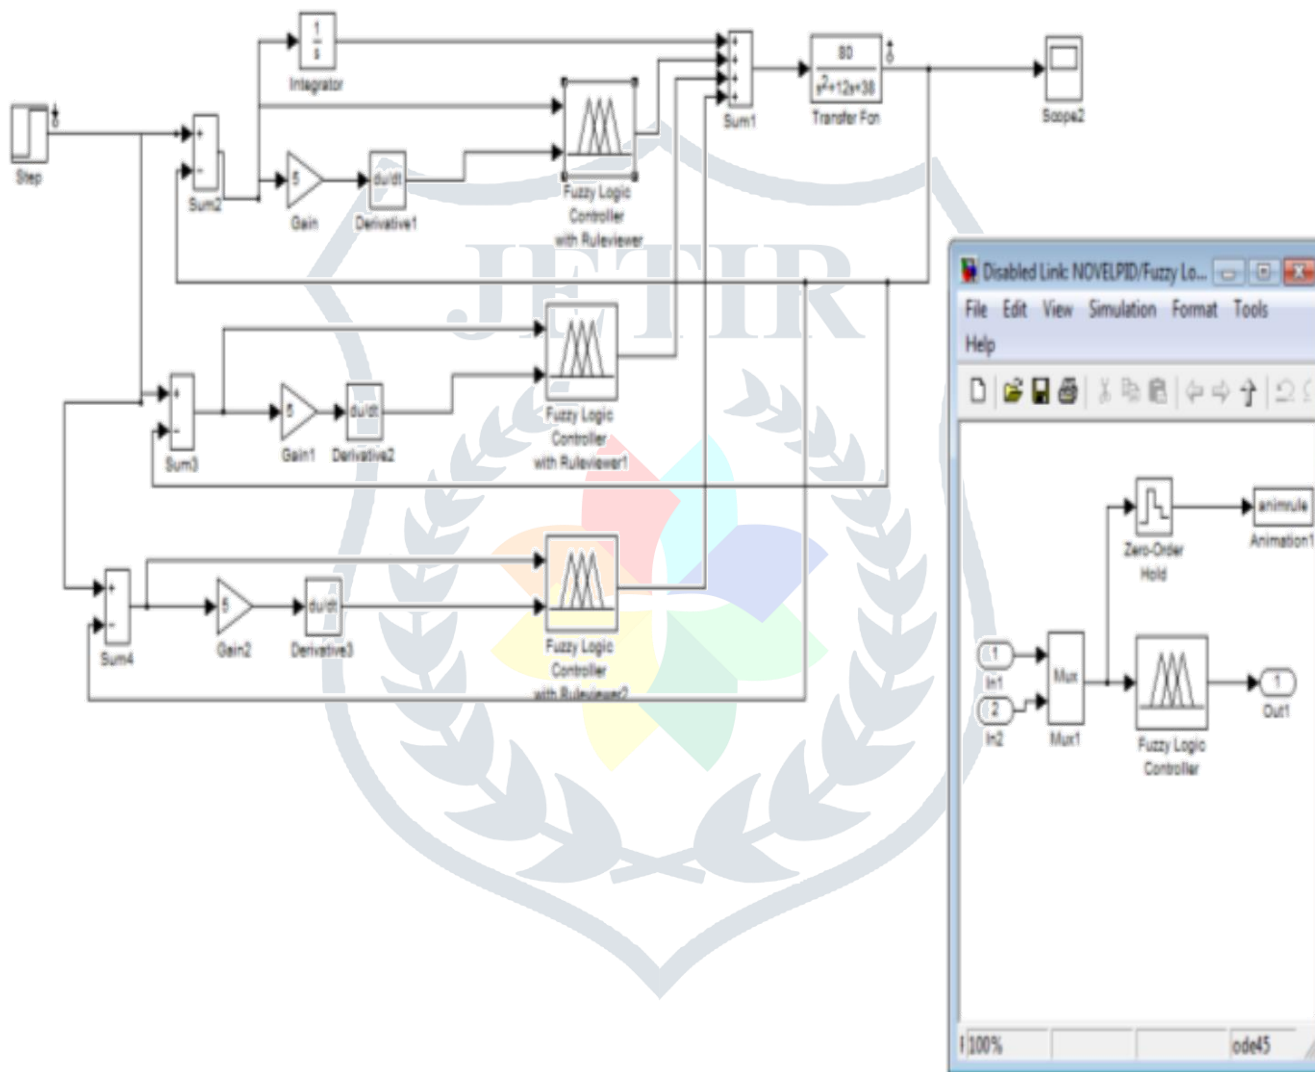 1
s
Integrator
Step
+
−
Sum2
5
Gain
du/dt
Derivative1
Fuzzy Logic
Controller
with Ruleviewer
+
+
+
+
Sum1
80
s2+12s+38
Transfer Fcn
Scope2
JETIR
+
−
Sum3
5
Gain1
du/dt
Derivative2
Fuzzy Logic
Controller
with Ruleviewer1
+
−
Sum4
5
Gain2
du/dt
Derivative3
Fuzzy Logic
Controller
with Ruleviewer2
Disabled Link: NOVELPID/Fuzzy Lo...
File Edit View Simulation Format Tools
Help
Zero-Order
Hold
animrule
Animation1
1
In1
2
In2
Mux
Mux1
Fuzzy Logic
Controller
1
Out1
100%
ode45